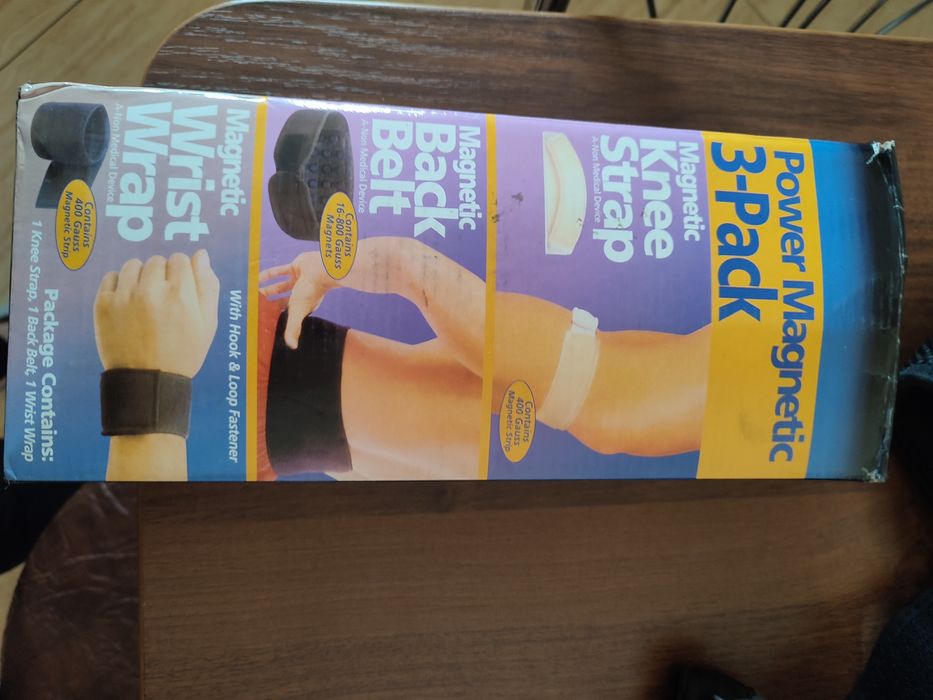 Power Magnetic
3-Pack
Magnetic
Knee
Strap
A-Non Medical Device
Contains
400 Gauss
Magnetic Strip
Magnetic
Back
Belt
A-Non Medical Device
Contains
16-800 Gauss
Magnets
Magnetic
Wrist
Wrap
A-Non Medical Device
With Hook & Loop Fastener
Contains
400 Gauss
Magnetic Strip
Package Contains:
1 Knee Strap, 1 Back Belt, 1 Wrist Wrap